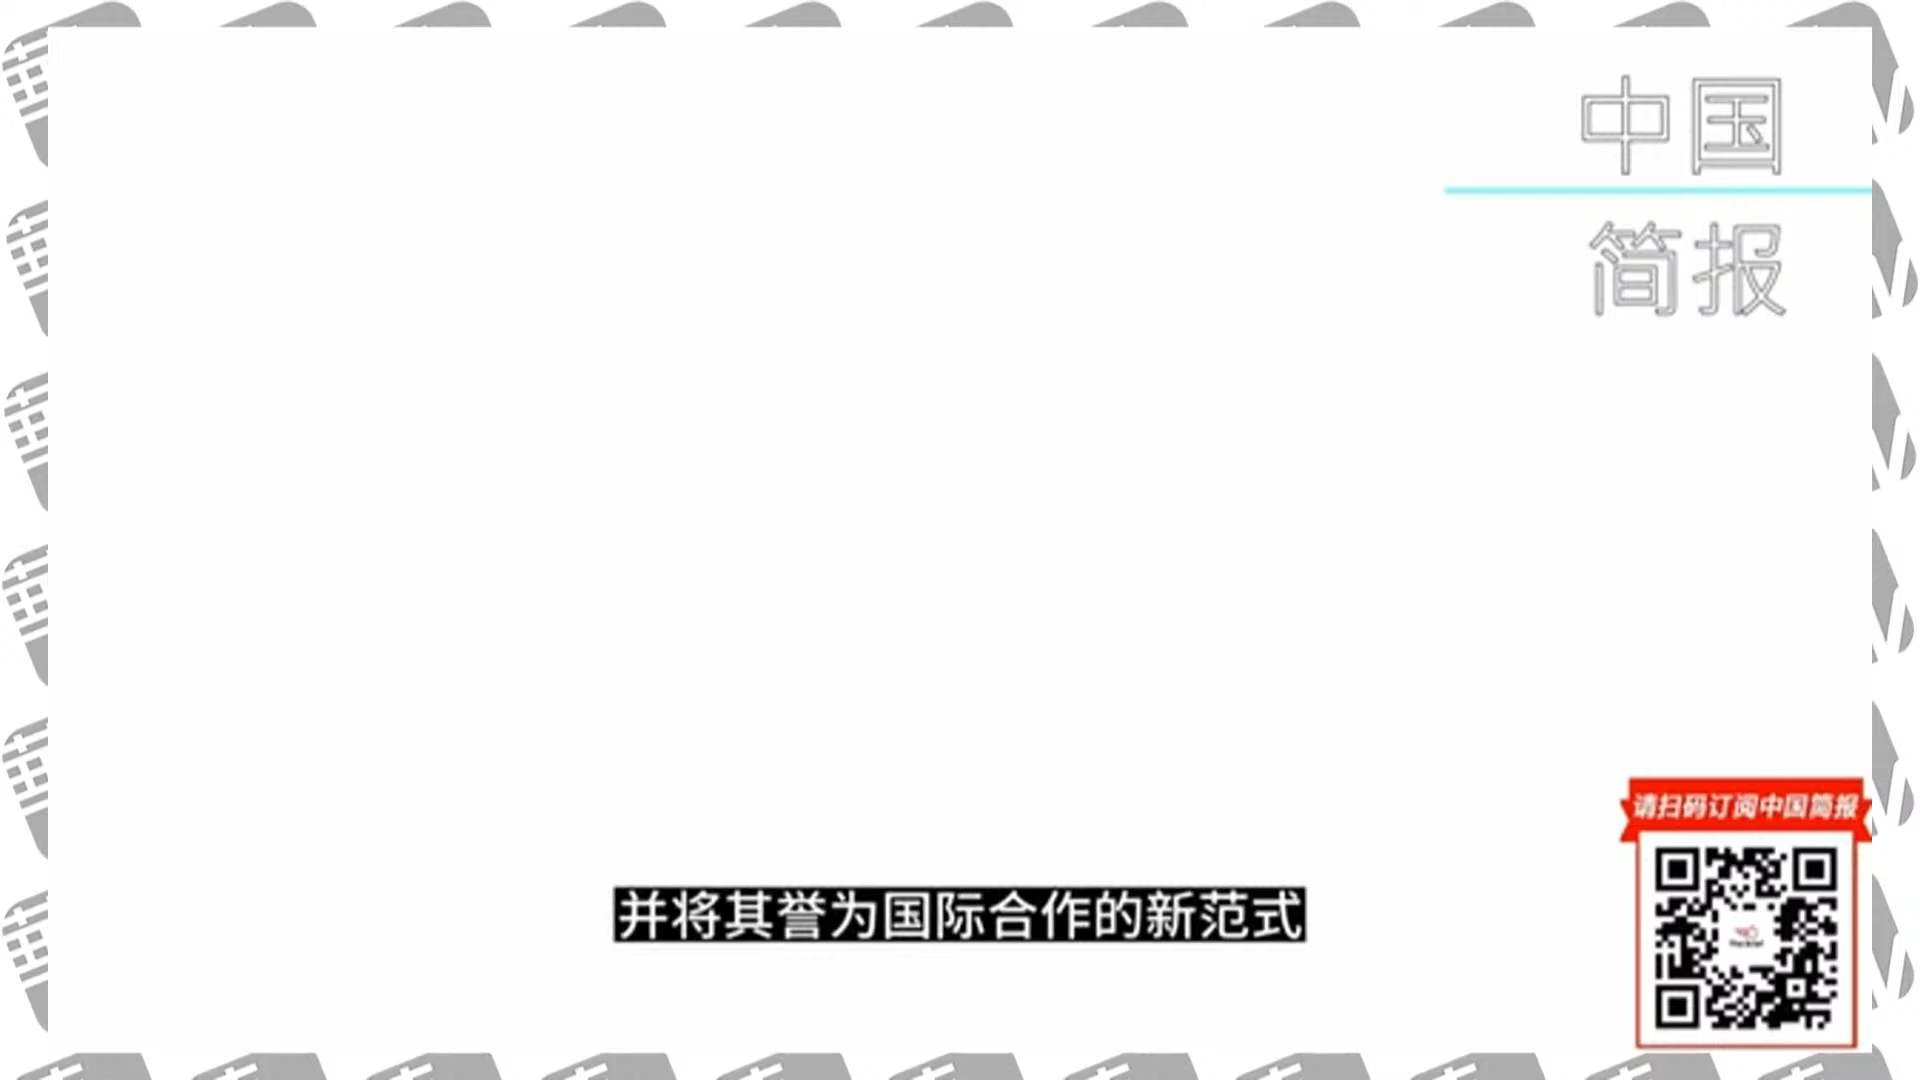 中国
简报
请扫码订阅中国简报
并将其誉为国际合作的新范式